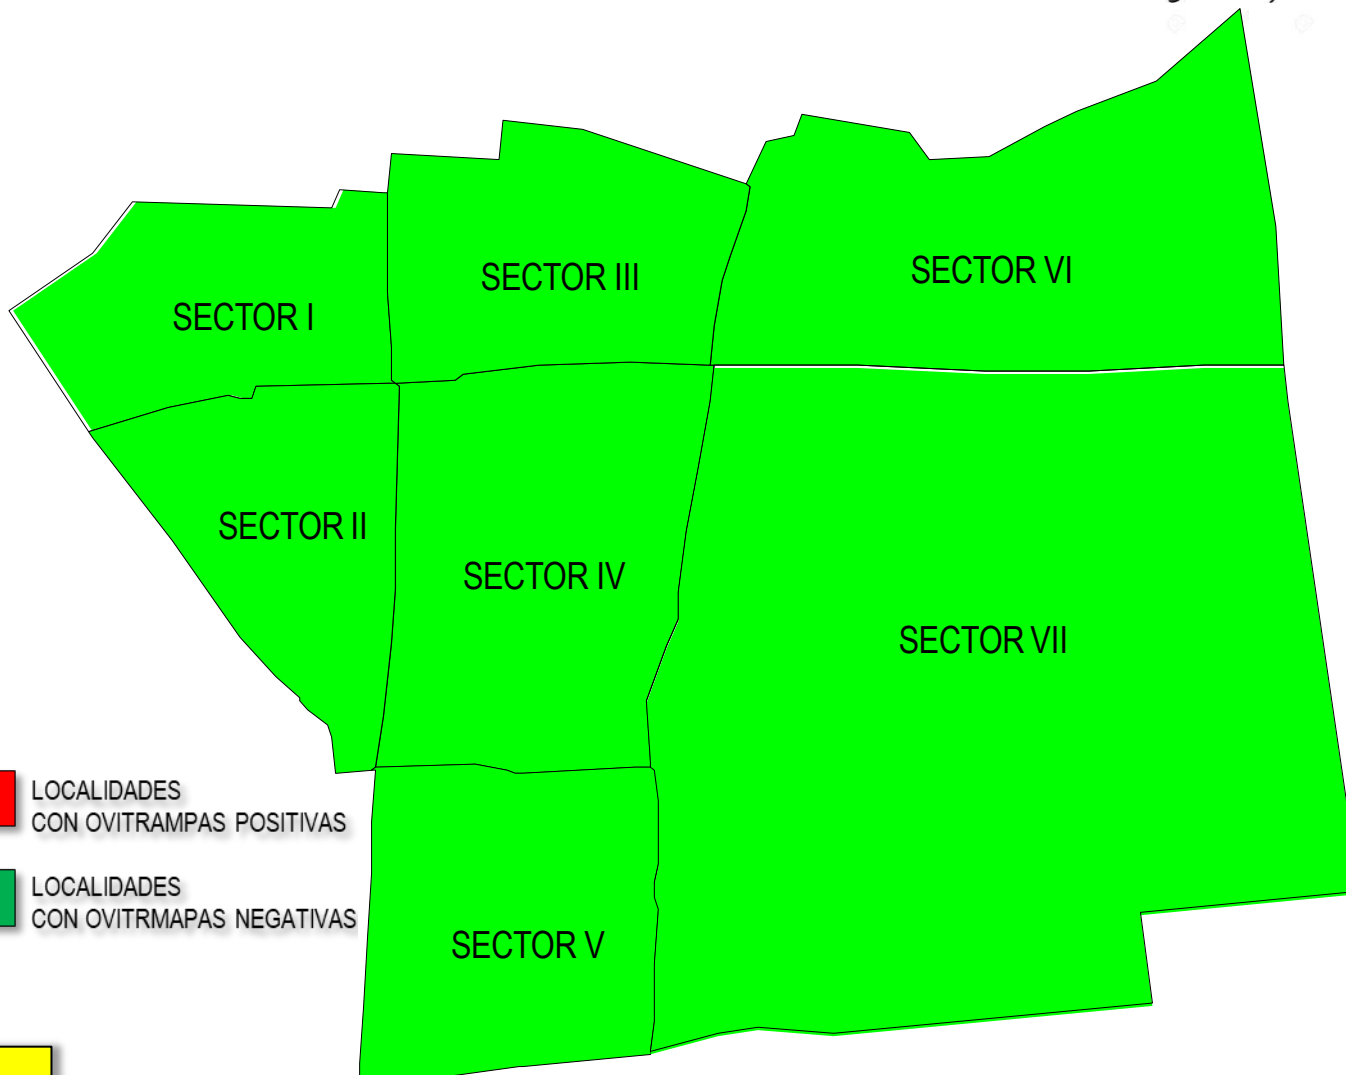 SECTOR III
SECTOR VI
SECTOR I
SECTOR II
SECTOR IV
SECTOR VII
LOCALIDADES
CON OVITRAMPAS POSITIVAS
LOCALIDADES
CON OVITRMAPAS NEGATIVAS
SECTOR V